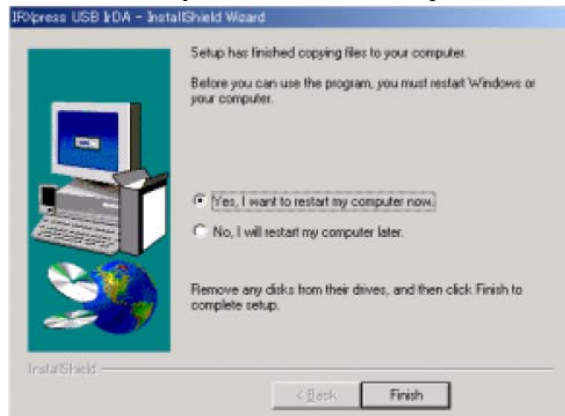 IRXpress USB IrDA - InstallShield Wizard
Setup has finished copying files to your computer.
Before you can use the program, you must restart Windows or
your computer.
Yes, I want to restart my computer now.
No, I will restart my computer later.
Remove any disks from their drives, and then click Finish to
complete setup.
InstallShield
< Back
Finish